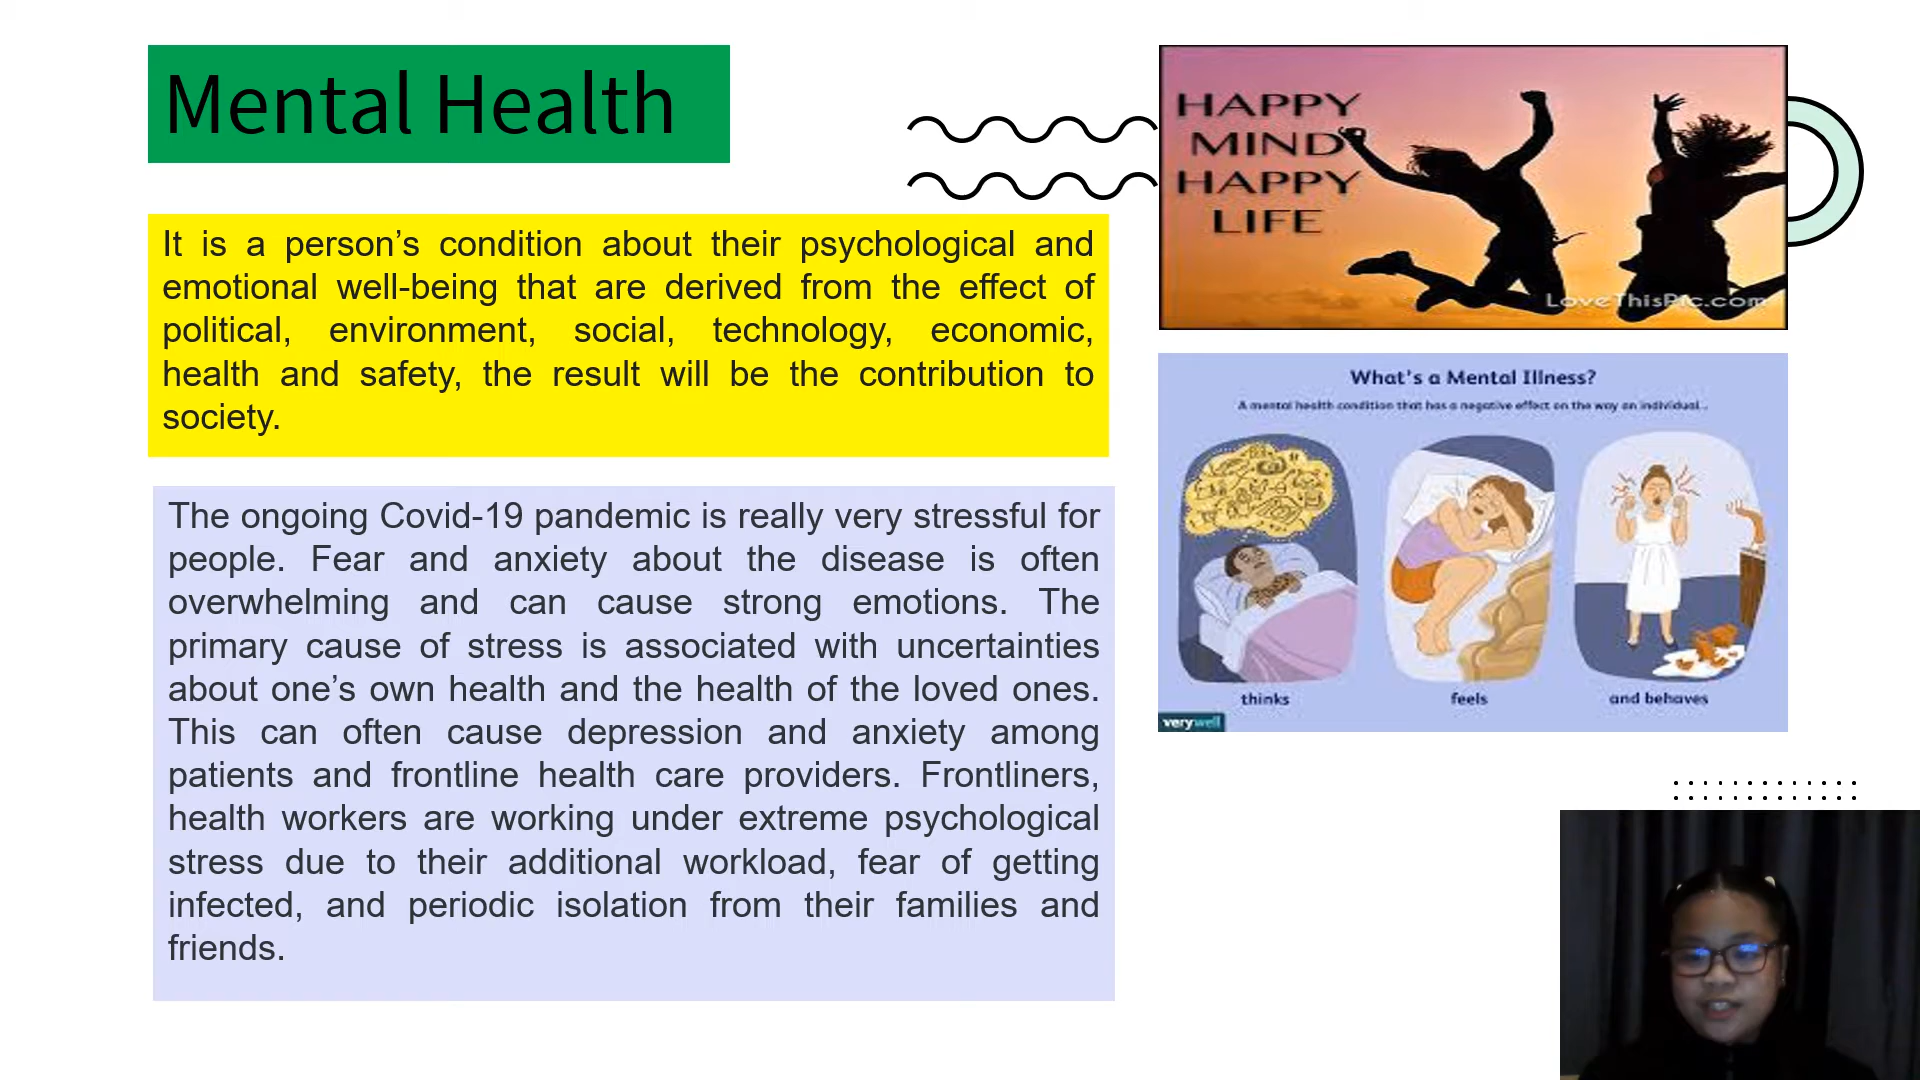 Mental Health
It is a person’s condition about their psychological and
emotional well-being that are derived from the effect of
political, environment, social, technology, economic,
health and safety, the result will be the contribution to
society.
The ongoing Covid-19 pandemic is really very stressful for
people. Fear and anxiety about the disease is often
overwhelming and can cause strong emotions. The
primary cause of stress is associated with uncertainties
about one’s own health and the health of the loved ones.
This can often cause depression and anxiety among
patients and frontline health care providers. Frontliners,
health workers are working under extreme psychological
stress due to their additional workload, fear of getting
infected, and periodic isolation from their families and
friends.
HAPPY
MIND
HAPPY
LIFE
LoveThisPic.com
What's a Mental Illness?
A mental health condition that has a negative effect on the way an individual...
thinks
feels
and behaves
verywell